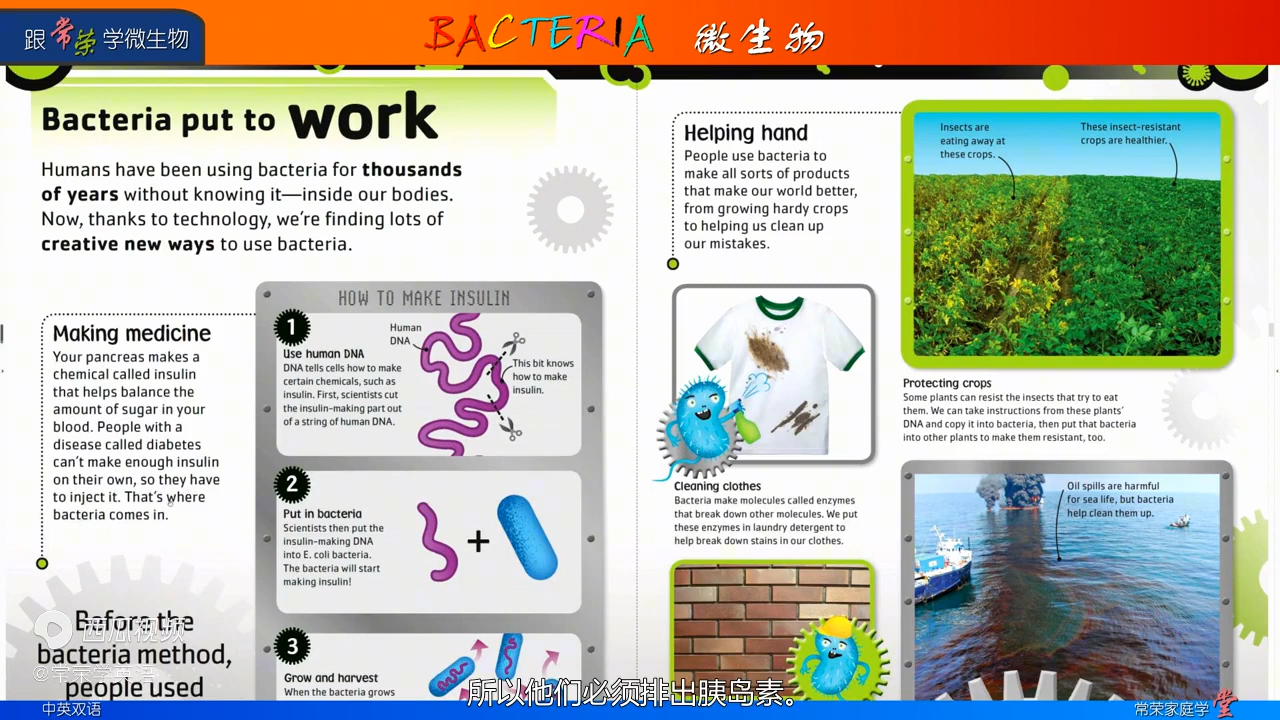 跟常荣学微生物
BACTERIA 微生物
Bacteria put to work
Humans have been using bacteria for thousands
of years without knowing it—inside our bodies.
Now, thanks to technology, we're finding lots of
creative new ways to use bacteria.
Making medicine
Your pancreas makes a
chemical called insulin
that helps balance the
amount of sugar in your
blood. People with a
disease called diabetes
can't make enough insulin
on their own, so they have
to inject it. That's where
bacteria comes in.
Before the
bacteria method,
people used
HOW TO MAKE INSULIN
1
Use human DNA
DNA tells cells how to make
certain chemicals, such as
insulin. First, scientists cut
the insulin-making part out
of a string of human DNA.
Human
DNA
This bit knows
how to make
insulin.
2
Put in bacteria
Scientists then put the
insulin-making DNA
into E. coli bacteria.
The bacteria will start
making insulin!
+
3
Grow and harvest
When the bacteria grows
Helping hand
People use bacteria to
make all sorts of products
that make our world better,
from growing hardy crops
to helping us clean up
our mistakes.
Insects are
eating away at
these crops.
These insect-resistant
crops are healthier.
Protecting crops
Some plants can resist the insects that try to eat
them. We can take instructions from these plants'
DNA and copy it into bacteria, then put that bacteria
into other plants to make them resistant, too.
Cleaning clothes
Bacteria make molecules called enzymes
that break down other molecules. We put
these enzymes in laundry detergent to
help break down stains in our clothes.
Oil spills are harmful
for sea life, but bacteria
help clean them up.
西瓜视频
@常荣学英语
所以他们必须排出胰岛素。
中英双语
常荣家庭学堂